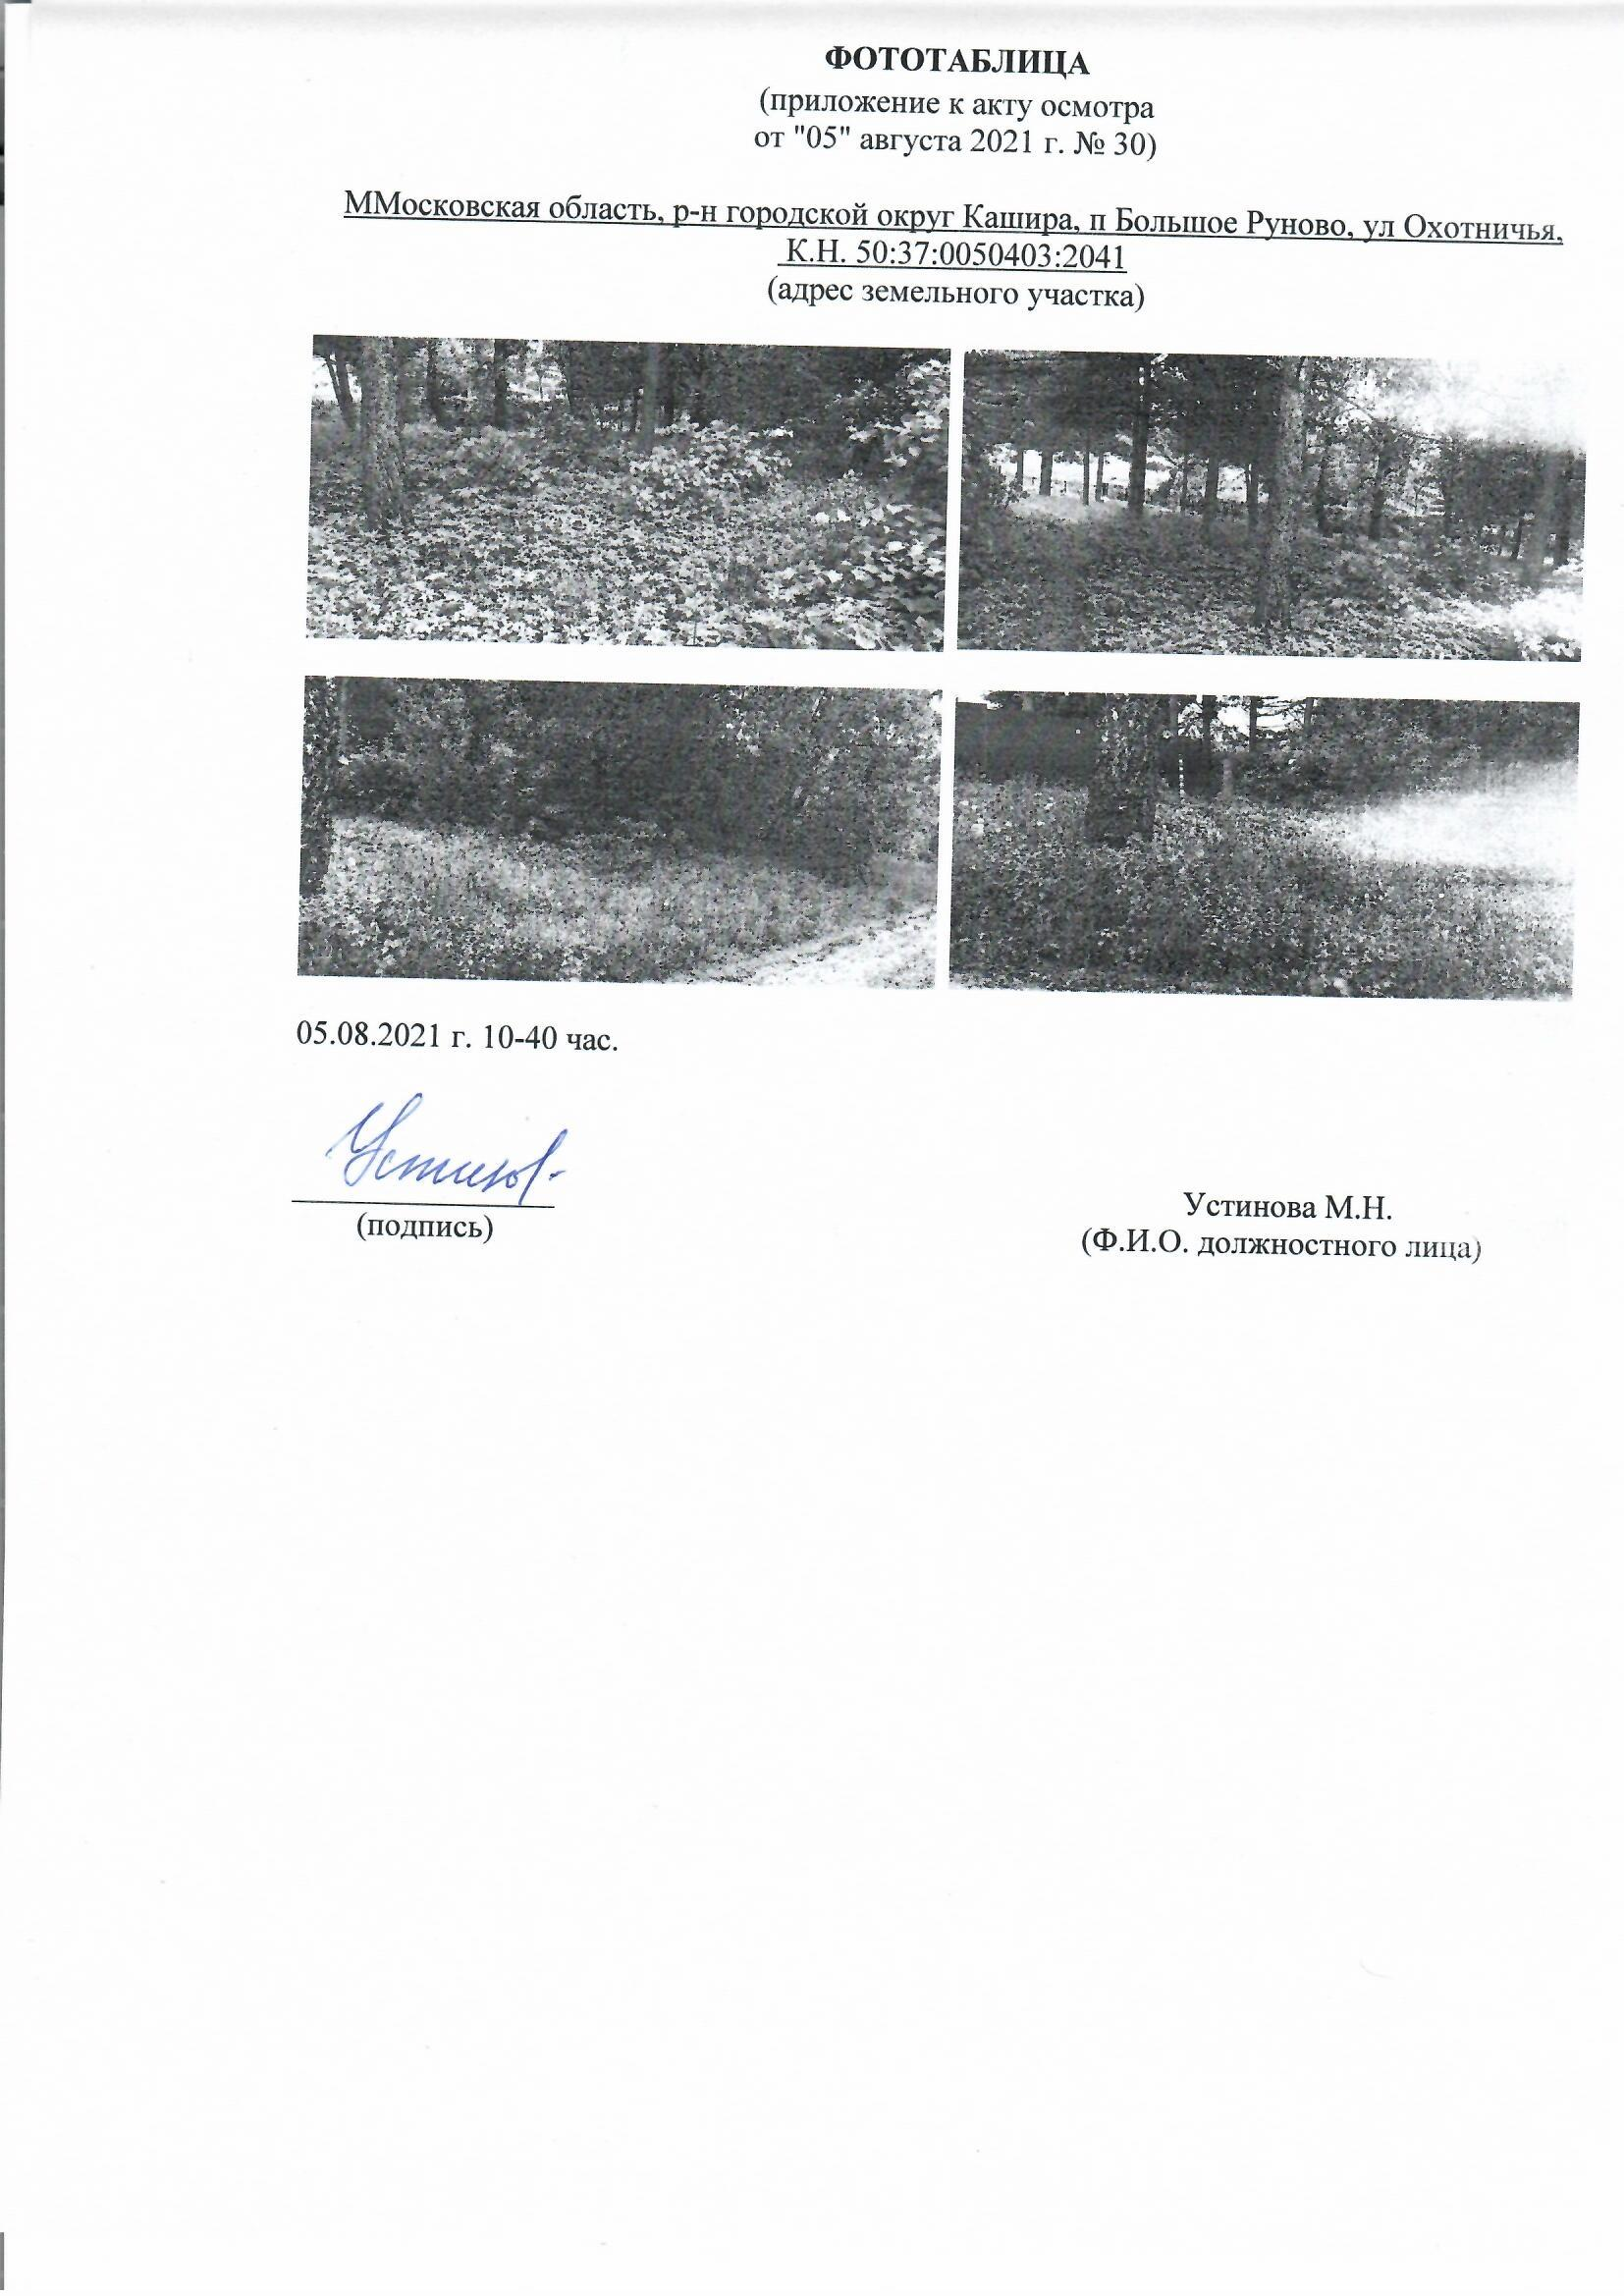 ФОТОТАБЛИЦА
(приложение к акту осмотра
от "05" августа 2021 г. № 30)
ММосковская область, р-н городской округ Кашира, п Большое Руново, ул Охотничья,
К.Н. 50:37:0050403:2041
(адрес земельного участка)
05.08.2021 г. 10-40 час.
Устинов
(подпись)
Устинова М.Н.
(Ф.И.О. должностного лица)